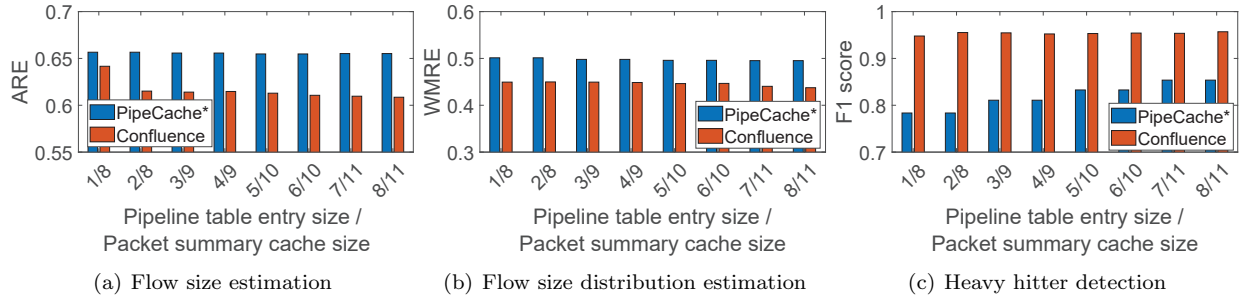 0.7
0.65
0.6
0.55
ARE
PipeCache*
Confluence
1/8
2/8
3/9
4/9
5/10
6/10
7/11
8/11
Pipeline table entry size /
Packet summary cache size
(a) Flow size estimation
0.6
0.5
0.4
0.3
WMRE
PipeCache*
Confluence
1/8
2/8
3/9
4/9
5/10
6/10
7/11
8/11
Pipeline table entry size /
Packet summary cache size
(b) Flow size distribution estimation
1
0.9
0.8
0.7
F1 score
PipeCache*
Confluence
1/8
2/8
3/9
4/9
5/10
6/10
7/11
8/11
Pipeline table entry size /
Packet summary cache size
(c) Heavy hitter detection